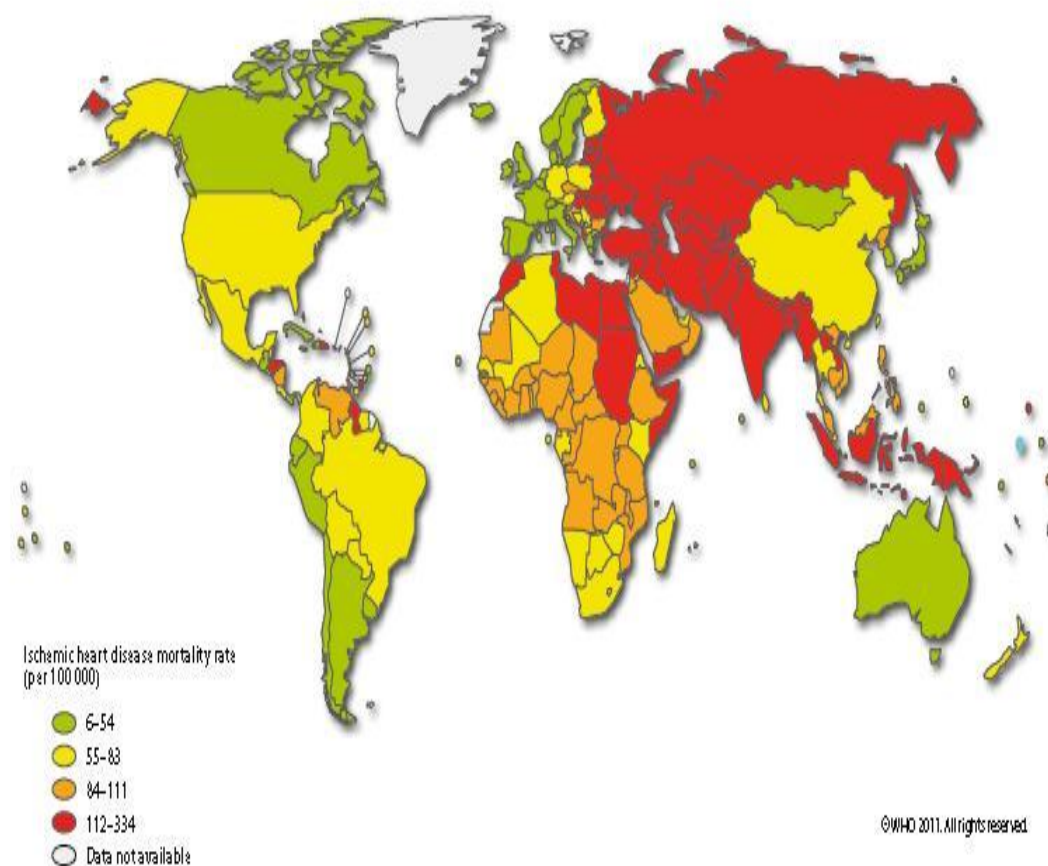 Ischemic heart disease mortality rate
(per 100 000)
6–54
55–83
84–111
112–334
Data not available
©WHO 2011. All rights reserved.